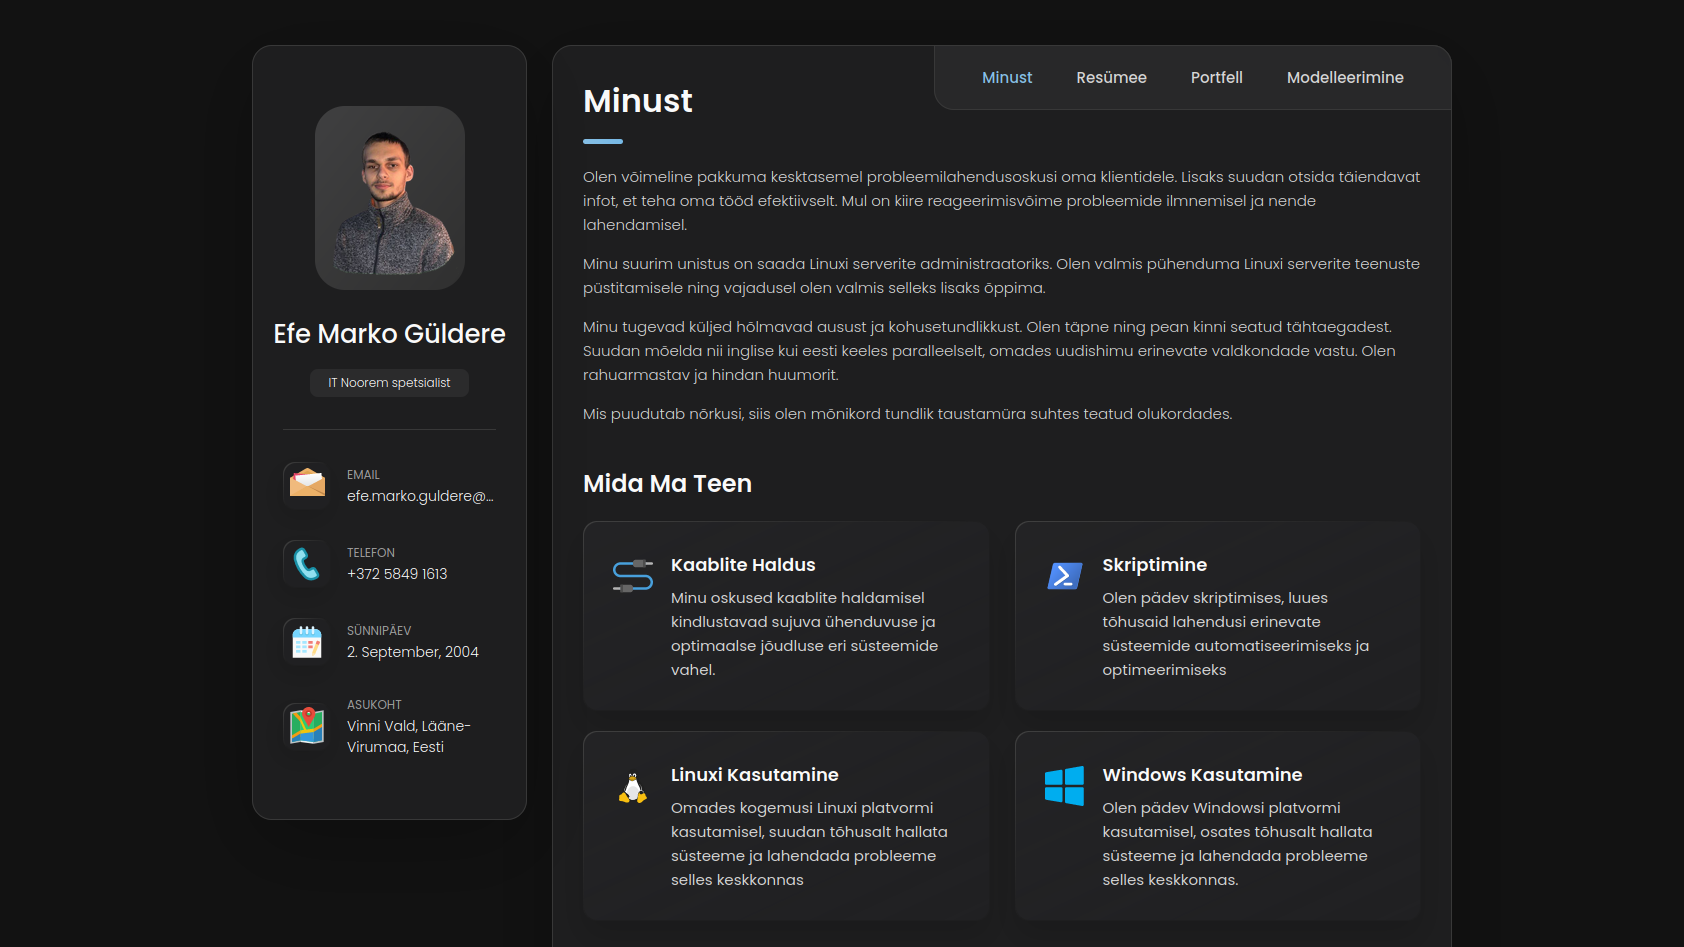 Efe Marko Güldere
IT Noorem spetsialist
EMAIL
efe.marko.guldere@...
TELEFON
+372 5849 1613
SÜNNIPÄEV
2. September, 2004
ASUKOHT
Vinni Vald, Lääne-
Virumaa, Eesti
Minust
Resümee
Portfell
Modelleerimine
Minust
Olen võimeline pakkuma kesktasemel probleemilahendusoskusi oma klientidele. Lisaks suudan otsida täiendavat
infot, et teha oma tööd efektiivselt. Mul on kiire reageerimisvõime probleemide ilmnemisel ja nende
lahendamisel.
Minu suurim unistus on saada Linuxi serverite administraatoriks. Olen valmis pühenduma Linuxi serverite teenuste
püstitamisele ning vajadusel olen valmis selleks lisaks õppima.
Minu tugevad küljed hõlmavad ausust ja kohusetundlikkust. Olen täpne ning pean kinni seatud tähtaegadest.
Suudan mõelda nii inglise kui eesti keeles paralleelselt, omades uudishimu erinevate valdkondade vastu. Olen
rahuarmastav ja hindan huumorit.
Mis puudutab nõrkusi, siis olen mõnikord tundlik taustamüra suhtes teatud olukordades.
Mida Ma Teen
Kaablite Haldus
Minu oskused kaablite haldamisel
kindlustavad sujuva ühenduvuse ja
optimaalse jõudluse eri süsteemide
vahel.
Skriptimine
Olen pädev skriptimises, luues
tõhusaid lahendusi erinevate
süsteemide automatiseerimiseks ja
optimeerimiseks
Linuxi Kasutamine
Omades kogemusi Linuxi platvormi
kasutamisel, suudan tõhusalt hallata
süsteeme ja lahendada probleeme
selles keskkonnas
Windows Kasutamine
Olen pädev Windowsi platvormi
kasutamisel, osates tõhusalt hallata
süsteeme ja lahendada probleeme
selles keskkonnas.